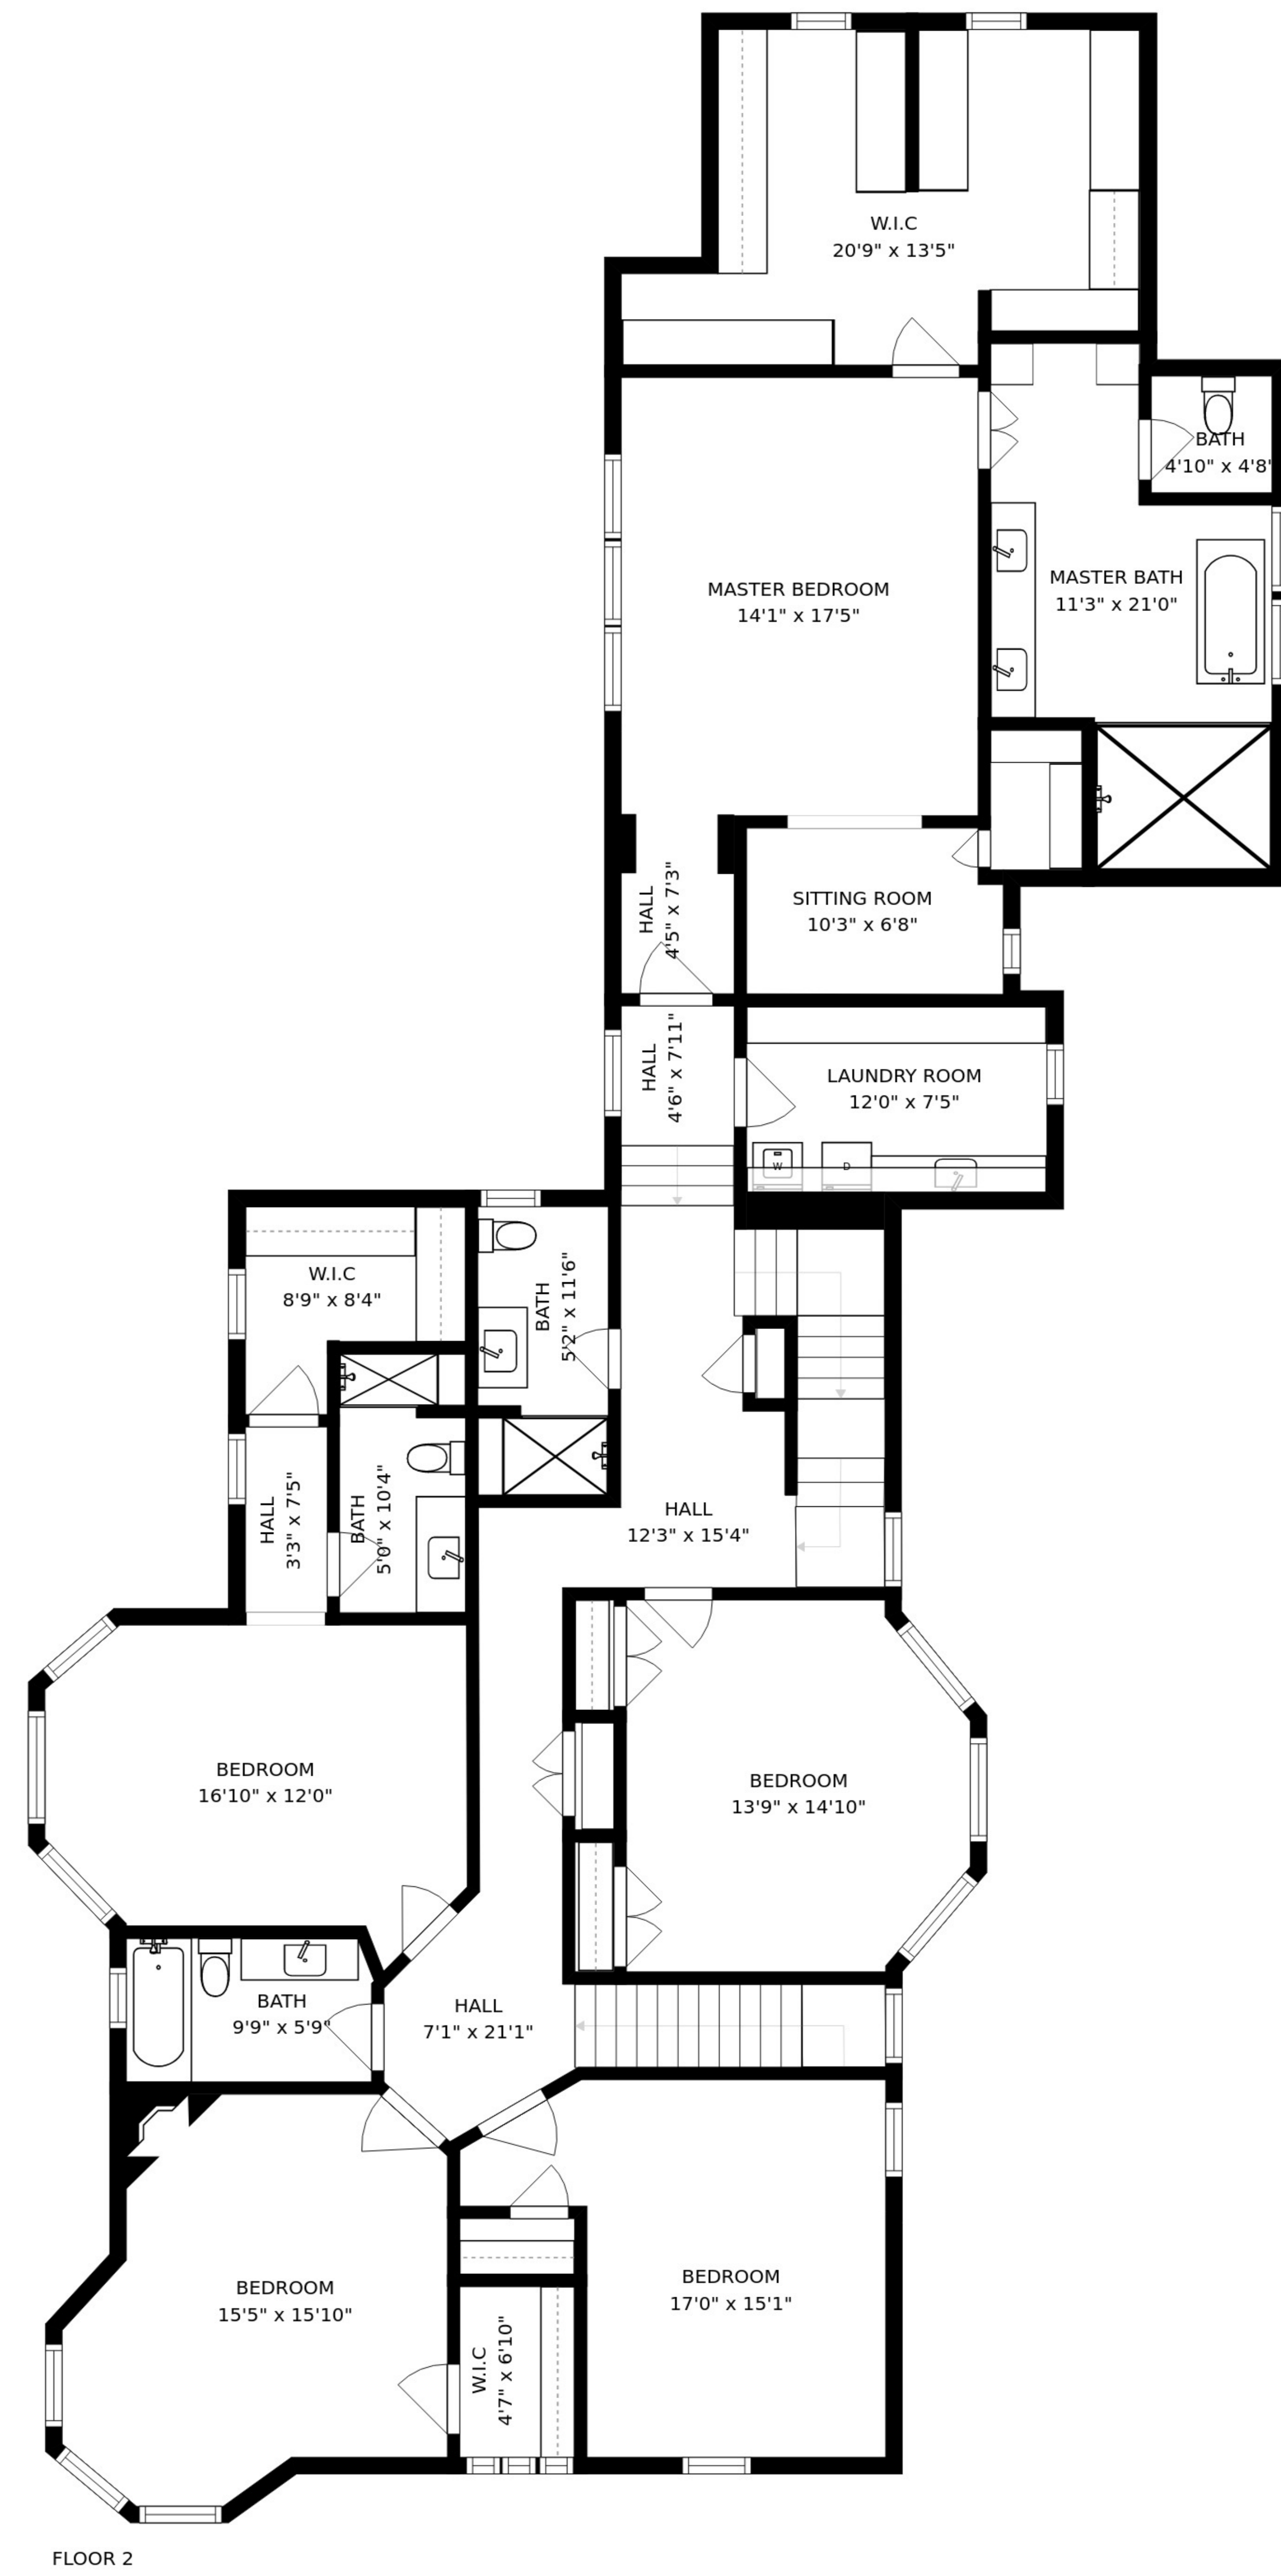 W.I.C
20'9" x 13'5"
BATH
4'10" x 4'8"
MASTER BEDROOM
14'1" x 17'5"
MASTER BATH
11'3" x 21'0"
HALL
4'5" x 7'3"
SITTING ROOM
10'3" x 6'8"
HALL
4'6" x 7'11"
LAUNDRY ROOM
12'0" x 7'5"
W
D
W.I.C
8'9" x 8'4"
BATH
5'2" x 11'6"
HALL
3'3" x 7'5"
BATH
5'0" x 10'4"
HALL
12'3" x 15'4"
BEDROOM
16'10" x 12'0"
BEDROOM
13'9" x 14'10"
BATH
9'9" x 5'9"
HALL
7'1" x 21'1"
BEDROOM
15'5" x 15'10"
W.I.C
4'7" x 6'10"
BEDROOM
17'0" x 15'1"
FLOOR 2